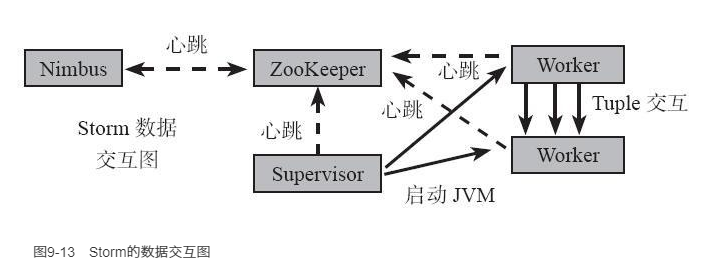 心跳
Nimbus
ZooKeeper
心跳
Worker
Tuple 交互
Storm 数据
交互图
心跳
心跳
Worker
Supervisor
启动 JVM
图9-13 Storm的数据交互图